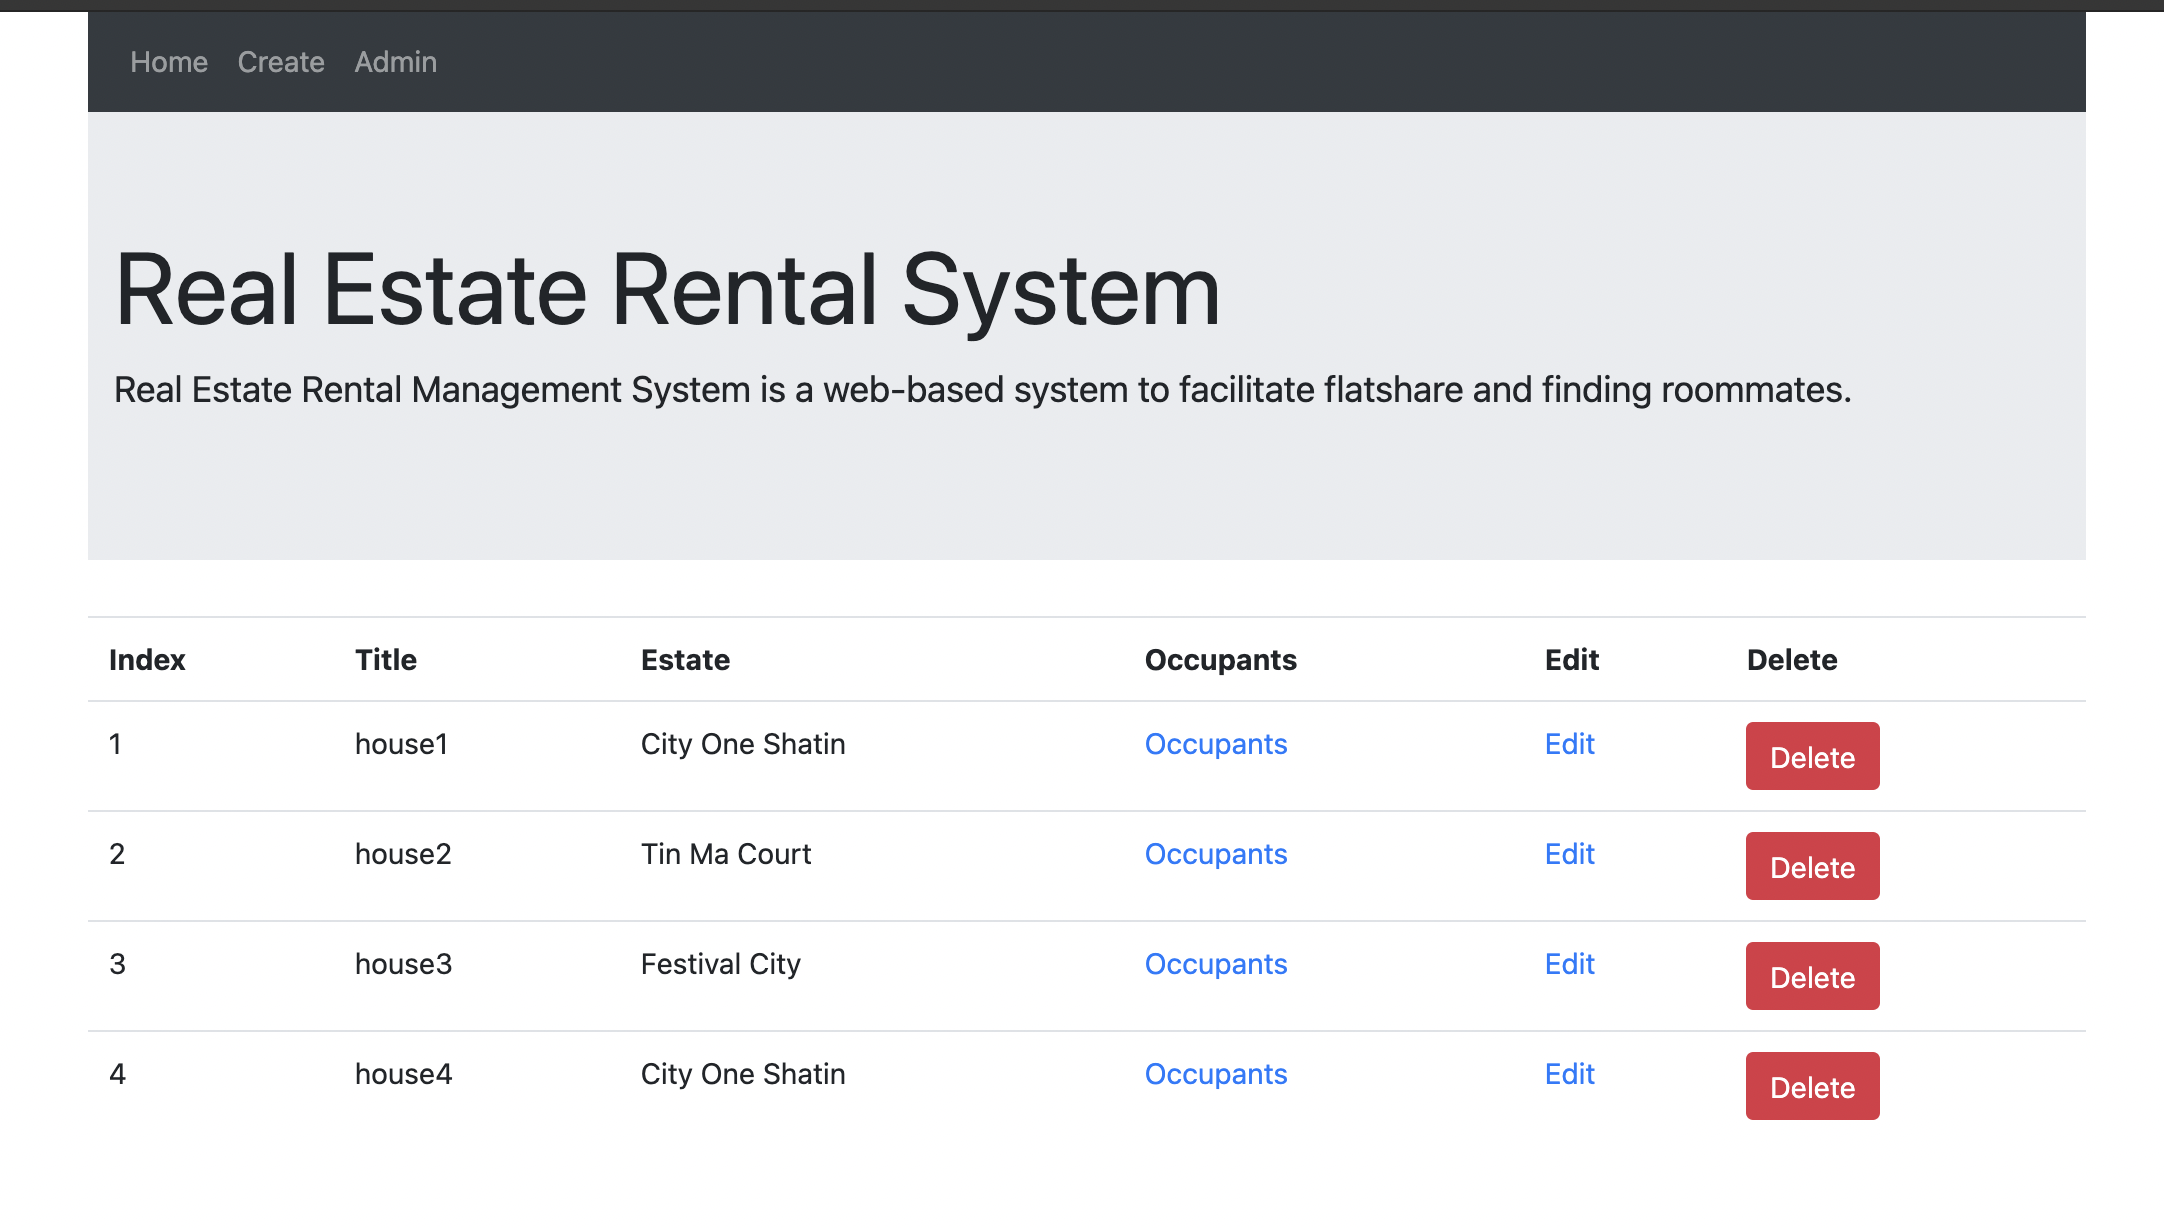 Home Create Admin
Real Estate Rental System
Real Estate Rental Management System is a web-based system to facilitate flatshare and finding roommates.
Index Title Estate Occupants Edit Delete
1 house1 City One Shatin Occupants Edit Delete
2 house2 Tin Ma Court Occupants Edit Delete
3 house3 Festival City Occupants Edit Delete
4 house4 City One Shatin Occupants Edit Delete